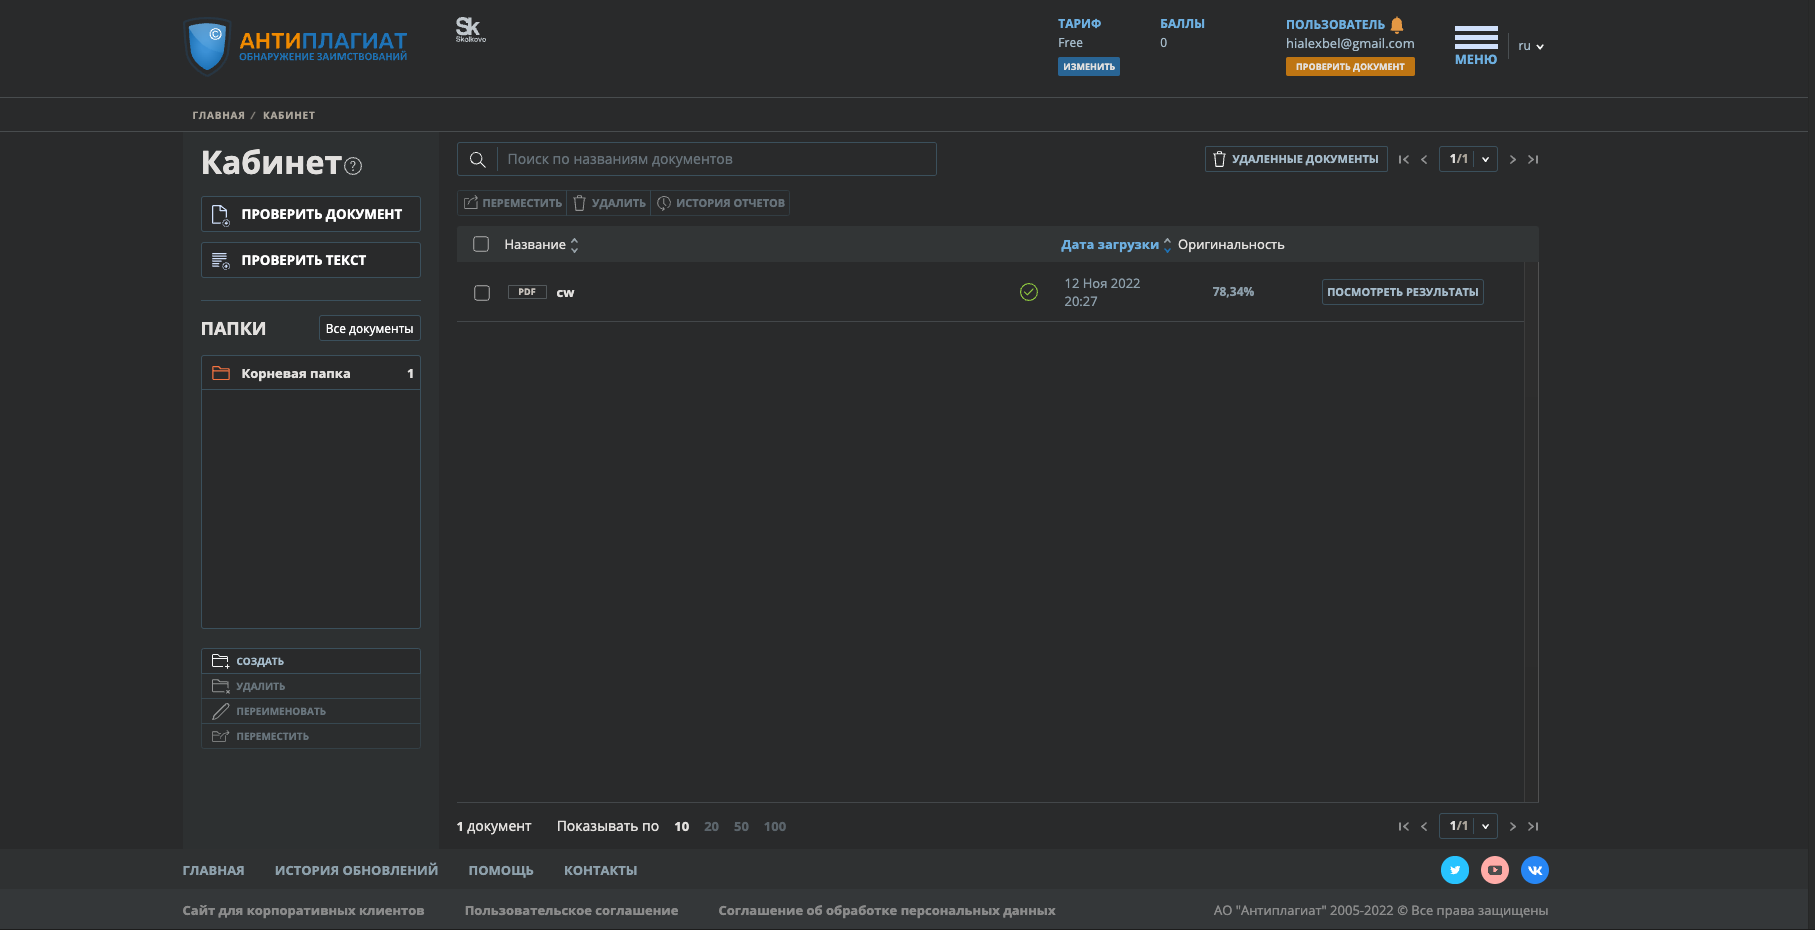 АНТИПЛАГИАТ
ОБНАРУЖЕНИЕ ЗАИМСТВОВАНИЙ
Sk
Skolkovo
ТАРИФ
Free
ИЗМЕНИТЬ
БАЛЛЫ
0
ПОЛЬЗОВАТЕЛЬ
hialexbel@gmail.com
ПРОВЕРИТЬ ДОКУМЕНТ
МЕНЮ
ru
ГЛАВНАЯ / КАБИНЕТ
Кабинет ?
ПРОВЕРИТЬ ДОКУМЕНТ
ПРОВЕРИТЬ ТЕКСТ
ПАПКИ Все документы
Корневая папка 1
СОЗДАТЬ
УДАЛИТЬ
ПЕРЕИМЕНОВАТЬ
ПЕРЕМЕСТИТЬ
Поиск по названиям документов
УДАЛЕННЫЕ ДОКУМЕНТЫ
1/1
ПЕРЕМЕСТИТЬ УДАЛИТЬ ИСТОРИЯ ОТЧЕТОВ
Название Дата загрузки Оригинальность
PDF cw 12 Ноя 2022 78,34% ПОСМОТРЕТЬ РЕЗУЛЬТАТЫ
20:27
1 документ Показывать по 10 20 50 100
1/1
ГЛАВНАЯ ИСТОРИЯ ОБНОВЛЕНИЙ ПОМОЩЬ КОНТАКТЫ
Сайт для корпоративных клиентов Пользовательское соглашение Соглашение об обработке персональных данных АО "Антиплагиат" 2005-2022 © Все права защищены